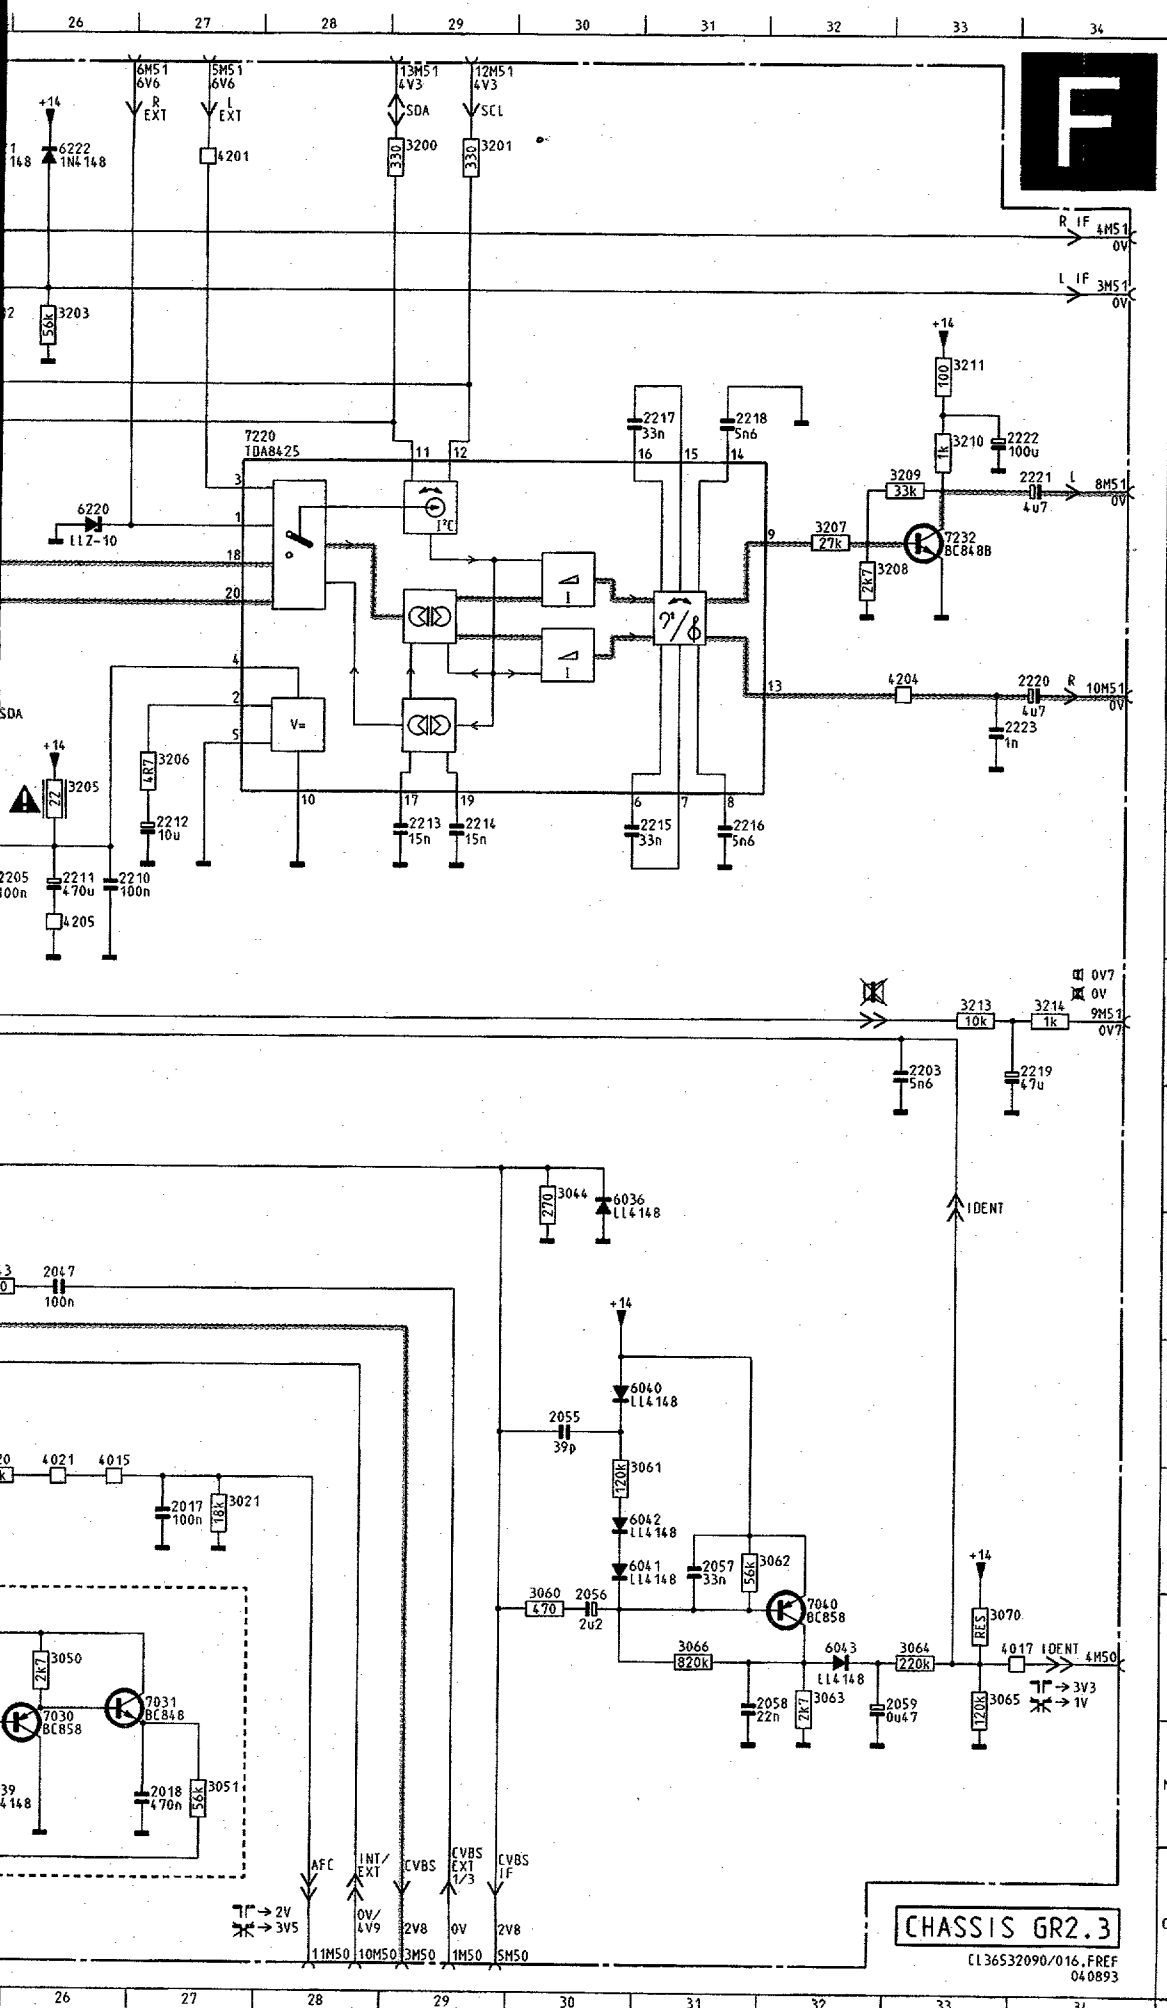 26 27 28 29 30 31 32 33 34
F
6M51 6V6
5M51 6V6
13M51 4V3
12M51 4V3
R EXT
L EXT
SDA
SCL
+14
6222 1N4148
148
4201
330 3200
330 3201
R IF 4M51 0V
L IF 3M51 0V
56k 3203
+14
100 3211
1k 3210
2222 100u
2217 33n
2218 5n6
7220 TDA8425
11 12 16 15 14
3209 33k
2221 4u7
L 8M51 0V
6220 LLZ-10
3
1
18
20
I²C
9
3207 27k
7232 BC848B
2k7 3208
I
I
4
2
5
V=
SDA
13
4204
2220 4u7
R 10M51 0V
2223 1n
+14
22 3205
4R7 3206
2212 10u
10 17 19 6 7 8
2213 15n
2214 15n
2215 33n
2216 5n6
2205 100n
2211 470u
2210 100n
4205
0V7
0V
3213 10k
3214 1k
9M51 0V7
2203 5n6
2219 47u
270 3044
6036 LL4148
IDENT
2047 100n
+14
6040 LL4148
2055 39p
120k 3061
4021 4015
2017 100n
18k 3021
6042 LL4148
6041 LL4148
2057 33n
56k 3062
+14
3060 470
2056 2u2
7040 BC858
RES 3070
3066 820k
6043 LL4148
3064 220k
4017 IDENT 4M50
3V3
1V
2k7 3050
7031 BC848
7030 BC858
2058 22n
2k7 3063
2059 0u47
120k 3065
39
4148
2018 470n
56k 3051
AFC
INT/ EXT
CVBS
CVBS EXT 1/3
CVBS IF
2V
3V5
0V/ 4V9
2V8
0V
2V8
11M50 10M50 3M50 1M50 5M50
CHASSIS GR2.3
CL36532090/016.FREF
040893
26 27 28 29 30 31 32 33 34